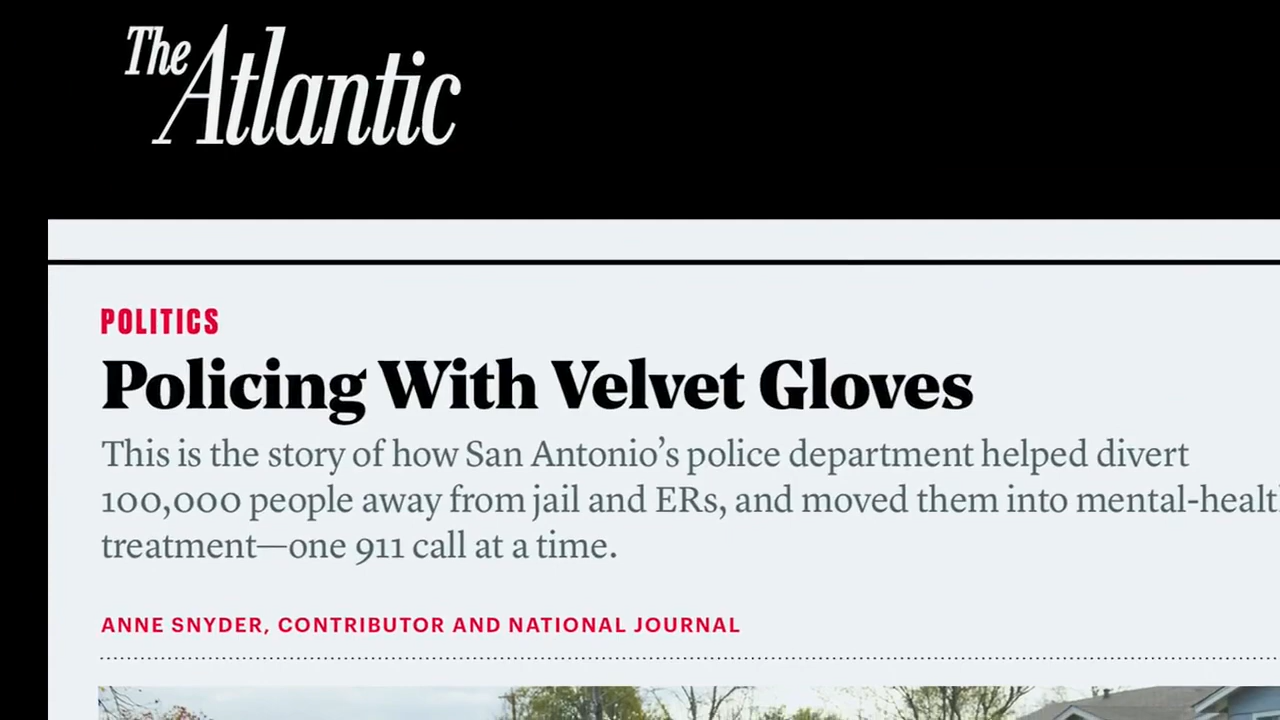 The Atlantic
POLITICS
Policing With Velvet Gloves
This is the story of how San Antonio’s police department helped divert
100,000 people away from jail and ERs, and moved them into mental-healt
treatment—one 911 call at a time.
ANNE SNYDER, CONTRIBUTOR AND NATIONAL JOURNAL